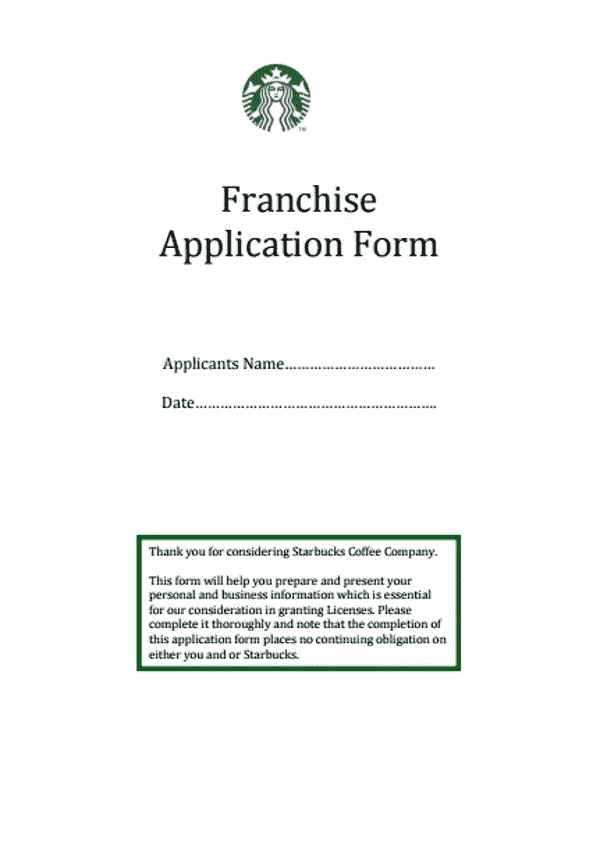 Franchise
Application Form
Applicants Name………………………………
Date………………………………………………….
Thank you for considering Starbucks Coffee Company.
This form will help you prepare and present your
personal and business information which is essential
for our consideration in granting Licenses. Please
complete it thoroughly and note that the completion of
this application form places no continuing obligation on
either you and or Starbucks.
TM